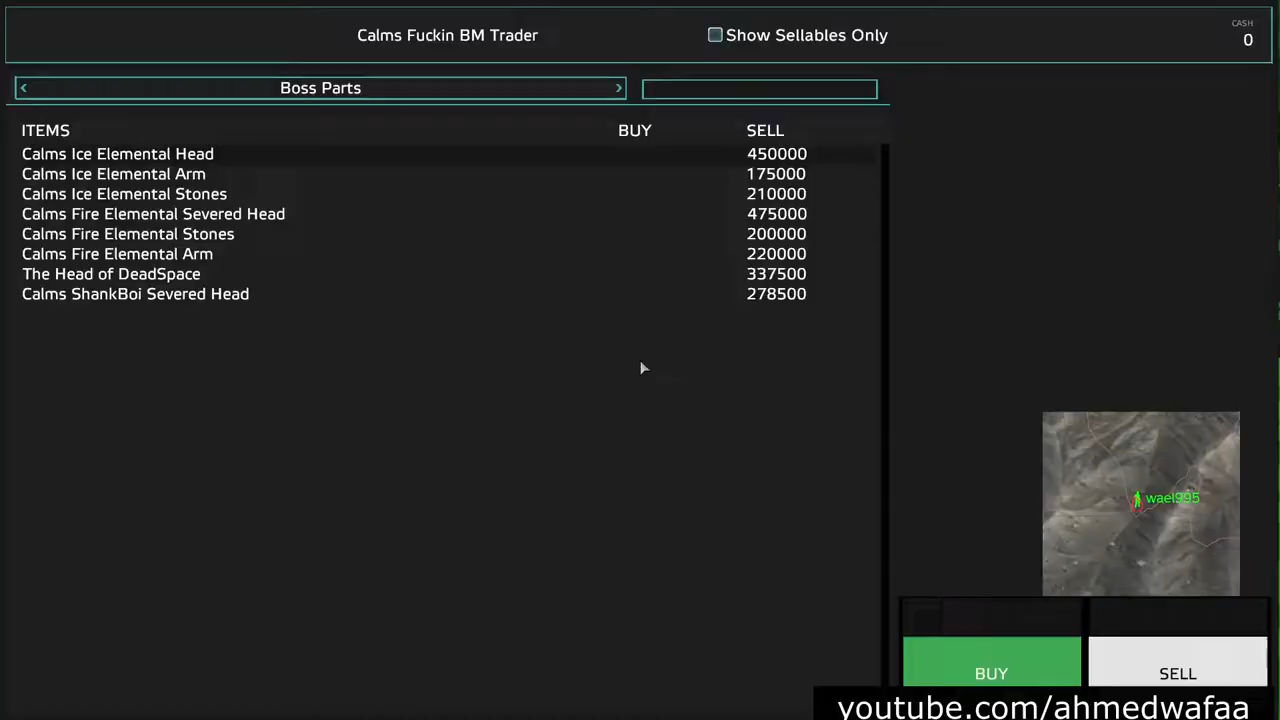 Calms Fuckin BM Trader
Show Sellables Only
CASH
0
Boss Parts
ITEMS BUY SELL
Calms Ice Elemental Head 450000
Calms Ice Elemental Arm 175000
Calms Ice Elemental Stones 210000
Calms Fire Elemental Severed Head 475000
Calms Fire Elemental Stones 200000
Calms Fire Elemental Arm 220000
The Head of DeadSpace 337500
Calms ShankBoi Severed Head 278500
wael995
BUY SELL
youtube.com/ahmedwafaa